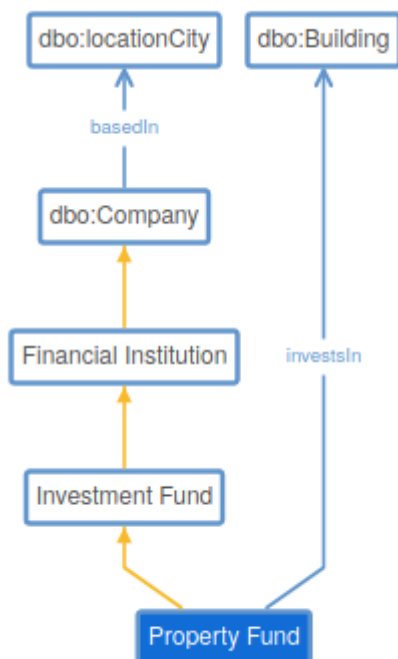 dbo:locationCity
dbo:Building
basedIn
dbo:Company
Financial Institution
investsIn
Investment Fund
Property Fund